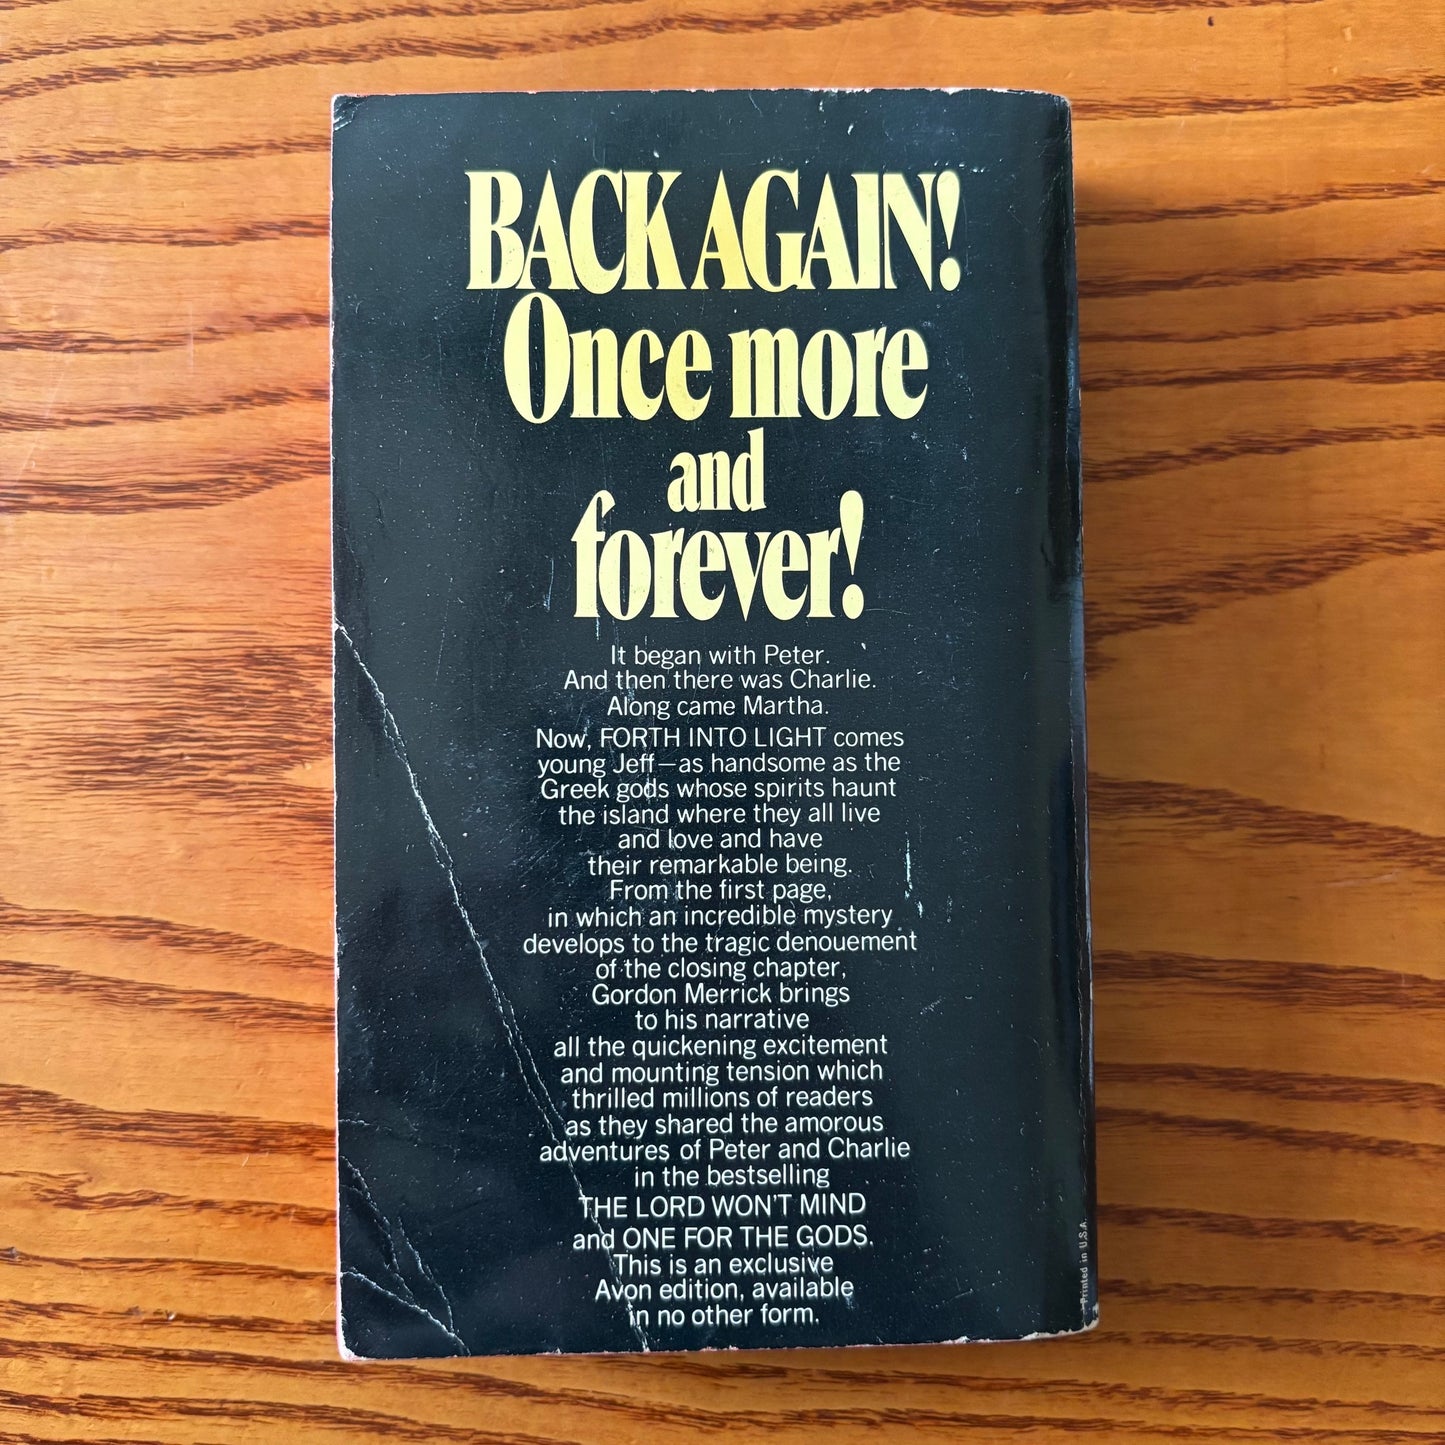 BACK AGAIN!
Once more
and
forever!
It began with Peter.
And then there was Charlie.
Along came Martha.
Now, FORTH INTO LIGHT comes
young Jeff—as handsome as the
Greek gods whose spirits haunt
the island where they all live
and love and have
their remarkable being.
From the first page,
in which an incredible mystery
develops to the tragic denouement
of the closing chapter,
Gordon Merrick brings
to his narrative
all the quickening excitement
and mounting tension which
thrilled millions of readers
as they shared the amorous
adventures of Peter and Charlie
in the bestselling
THE LORD WON'T MIND
and ONE FOR THE GODS.
This is an exclusive
Avon edition, available
in no other form.
Printed in U.S.A.